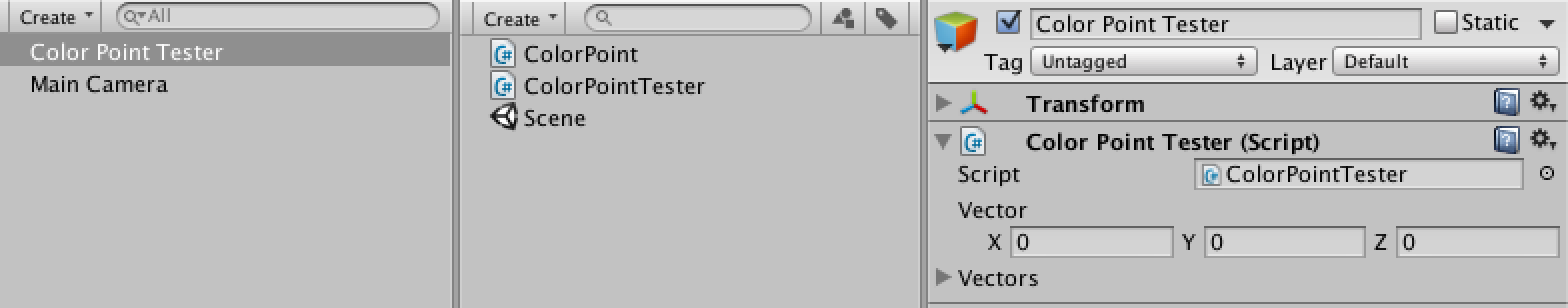 Create All
Color Point Tester
Main Camera
Create
C# ColorPoint
C# ColorPointTester
Scene
Color Point Tester Static
Tag Untagged Layer Default
Transform ?
C# Color Point Tester (Script) ?
Script C# ColorPointTester
Vector
X 0 Y 0 Z 0
Vectors